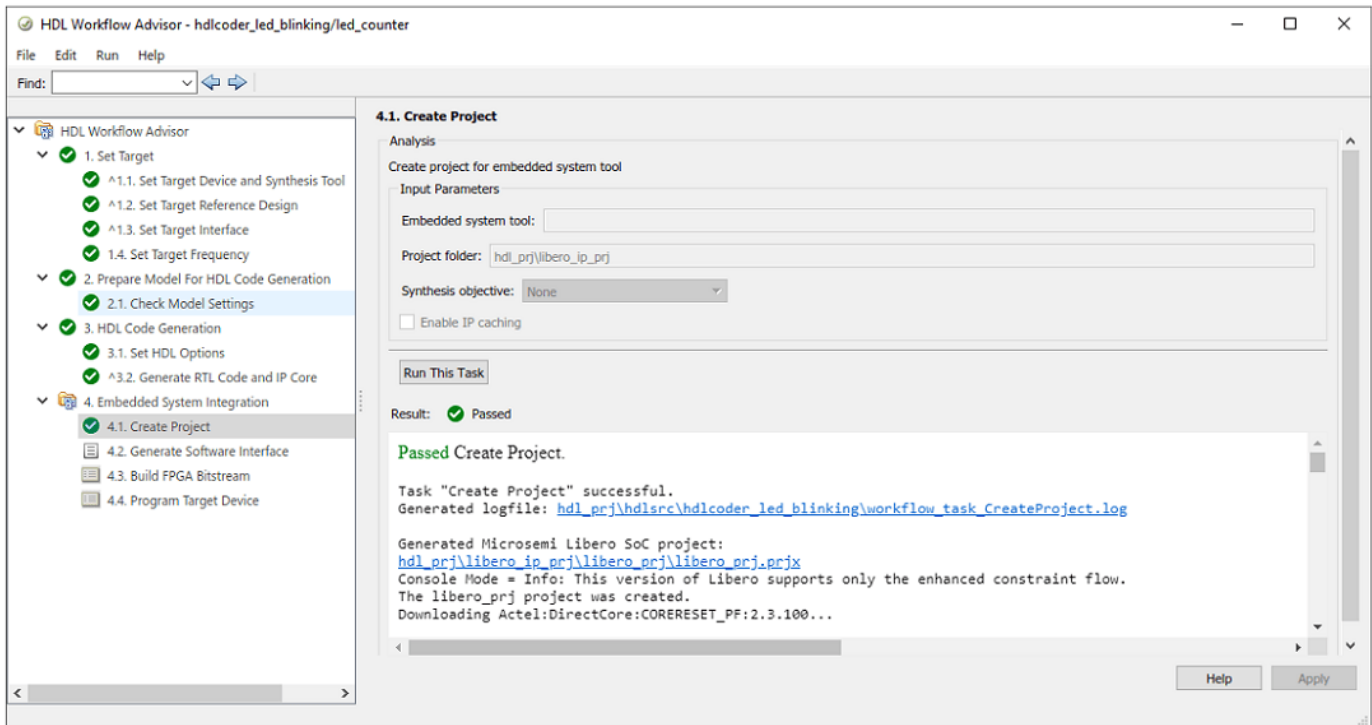 HDL Workflow Advisor - hdlcoder_led_blinking/led_counter
File Edit Run Help
Find:
HDL Workflow Advisor
1. Set Target
^1.1. Set Target Device and Synthesis Tool
^1.2. Set Target Reference Design
^1.3. Set Target Interface
1.4. Set Target Frequency
2. Prepare Model For HDL Code Generation
2.1. Check Model Settings
3. HDL Code Generation
3.1. Set HDL Options
^3.2. Generate RTL Code and IP Core
4. Embedded System Integration
4.1. Create Project
4.2. Generate Software Interface
4.3. Build FPGA Bitstream
4.4. Program Target Device
4.1. Create Project
Analysis
Create project for embedded system tool
Input Parameters
Embedded system tool:
Project folder: hdl_prj\libero_ip_prj
Synthesis objective: None
Enable IP caching
Run This Task
Result: Passed
Passed Create Project.
Task "Create Project" successful.
Generated logfile: hdl_prj\hdlsrc\hdlcoder_led_blinking\workflow_task_CreateProject.log
Generated Microsemi Libero SoC project:
hdl_prj\libero_ip_prj\libero_prj\libero_prj.prjx
Console Mode = Info: This version of Libero supports only the enhanced constraint flow.
The libero_prj project was created.
Downloading Actel:DirectCore:CORERESET_PF:2.3.100...
Help Apply